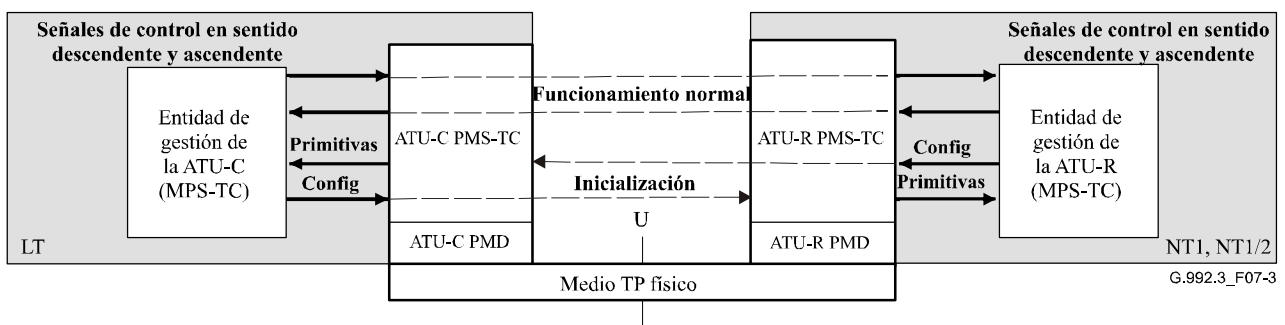 Señales de control en sentido
descendente y ascendente
Señales de control en sentido
descendente y ascendente
Entidad de
gestión de
la ATU-C
(MPS-TC)
Primitivas
Config
ATU-C PMS-TC
ATU-C PMD
Funcionamiento normal
Inicialización
U
ATU-R PMS-TC
ATU-R PMD
Config
Primitivas
Entidad de
gestión de
la ATU-R
(MPS-TC)
LT
NT1, NT1/2
Medio TP físico
G.992.3_F07-3